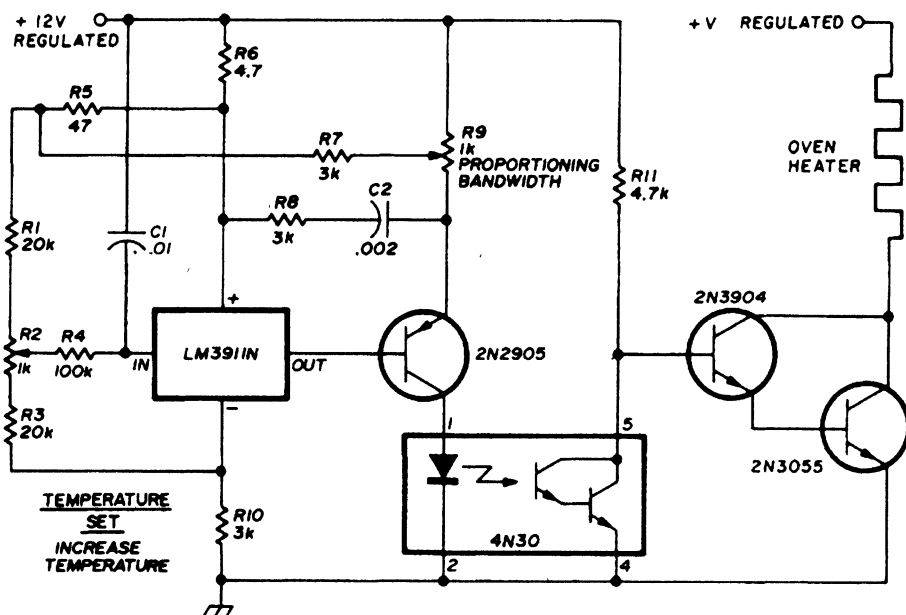 + 12V
REGULATED
+V REGULATED
R6
4.7
R5
47
R7
3k
R9
1k
PROPORTIONING
BANDWIDTH
R11
4.7k
OVEN
HEATER
R8
3k
C2
.002
R1
20k
C1
.01
2N3904
+
R2
1k
R4
100k
IN
LM3911N
OUT
2N2905
-
R3
20k
1
5
2N3055
TEMPERATURE
SET
INCREASE
TEMPERATURE
R10
3k
4N30
2
4